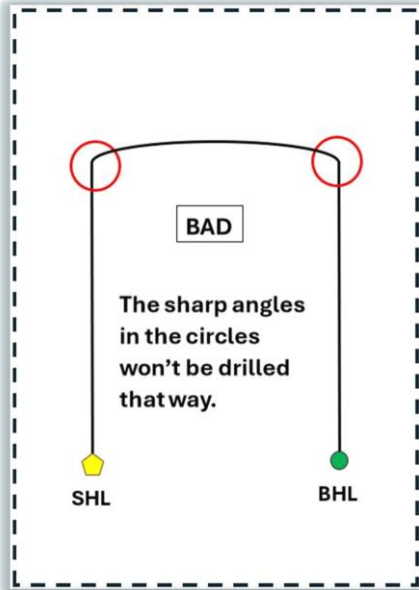 BAD
The sharp angles
in the circles
won't be drilled
that way.
SHL
BHL